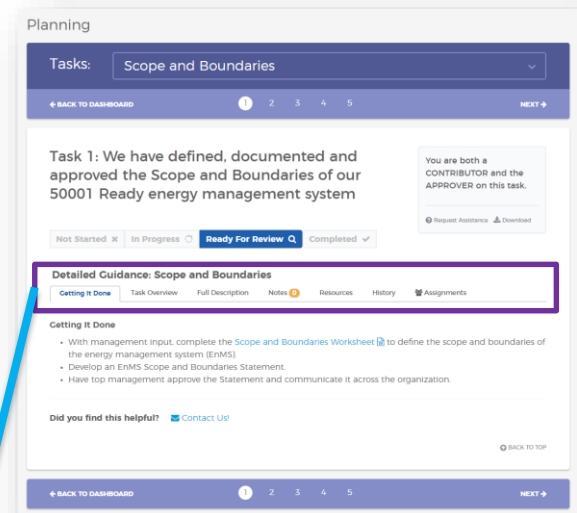 Planning
Tasks: Scope and Boundaries
← BACK TO DASHBOARD 1 2 3 4 5 NEXT →
Task 1: We have defined, documented and
approved the Scope and Boundaries of our
50001 Ready energy management system
You are both a
CONTRIBUTOR and the
APPROVER on this task.
Request Assistance Download
Not Started In Progress Ready For Review Completed
Detailed Guidance: Scope and Boundaries
Getting It Done Task Overview Full Description Notes 0 Resources History Assignments
Getting It Done
• With management input, complete the Scope and Boundaries Worksheet to define the scope and boundaries of
the energy management system (EnMS).
• Develop an EnMS Scope and Boundaries Statement.
• Have top management approve the Statement and communicate it across the organization.
Did you find this helpful? Contact Us!
BACK TO TOP
← BACK TO DASHBOARD 1 2 3 4 5 NEXT →